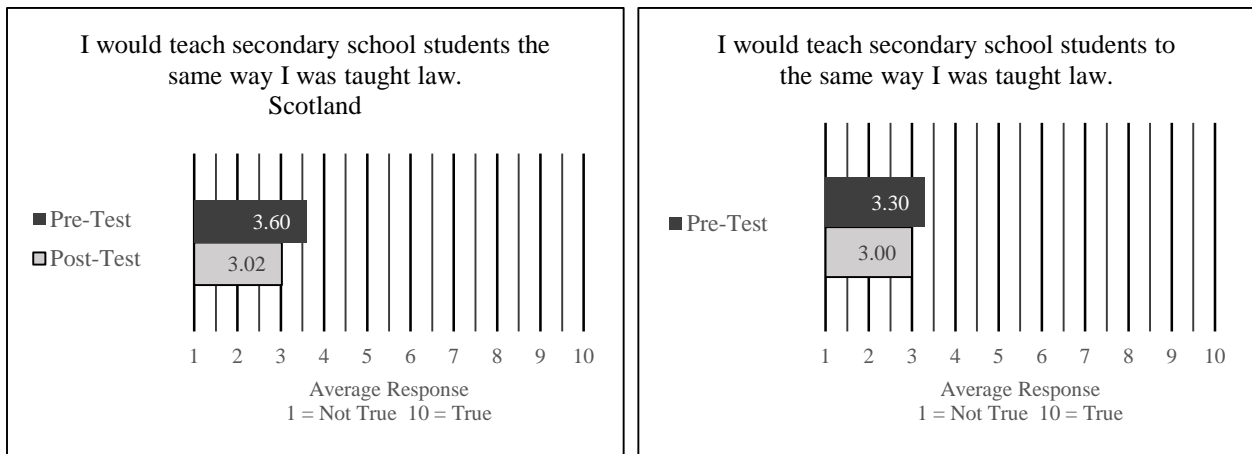 I would teach secondary school students the
same way I was taught law.
Scotland
Pre-Test
Post-Test
3.60
3.02
1 2 3 4 5 6 7 8 9 10
Average Response
1 = Not True 10 = True
I would teach secondary school students to
the same way I was taught law.
Pre-Test
3.30
3.00
1 2 3 4 5 6 7 8 9 10
Average Response
1 = Not True 10 = True